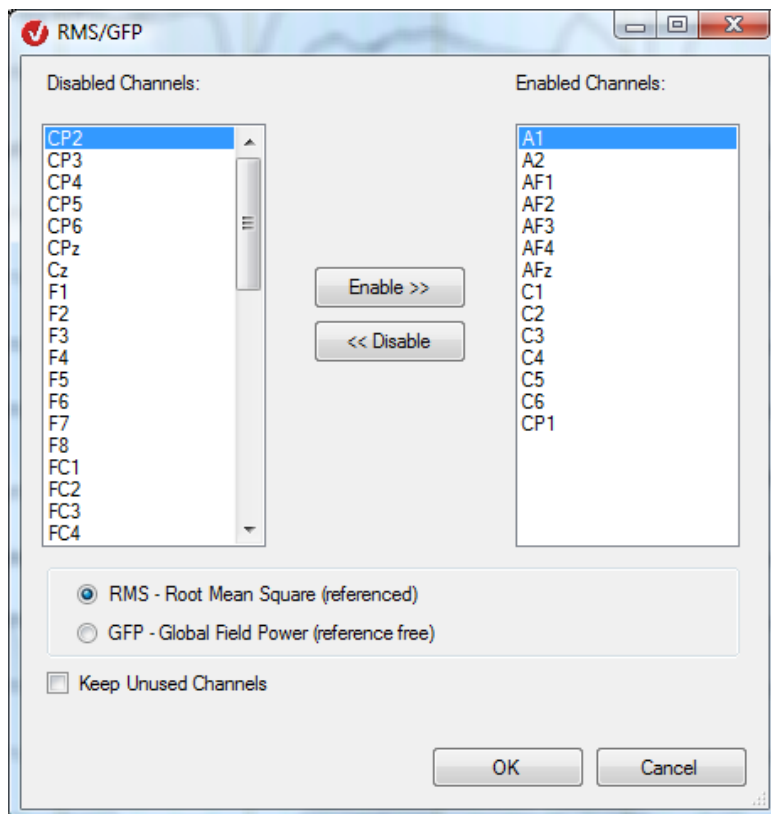 RMS/GFP
Disabled Channels:
CP2
CP3
CP4
CP5
CP6
CPz
Cz
F1
F2
F3
F4
F5
F6
F7
F8
FC1
FC2
FC3
FC4
Enable >>
<< Disable
Enabled Channels:
A1
A2
AF1
AF2
AF3
AF4
AFz
C1
C2
C3
C4
C5
C6
CP1
RMS - Root Mean Square (referenced)
GFP - Global Field Power (reference free)
Keep Unused Channels
OK
Cancel